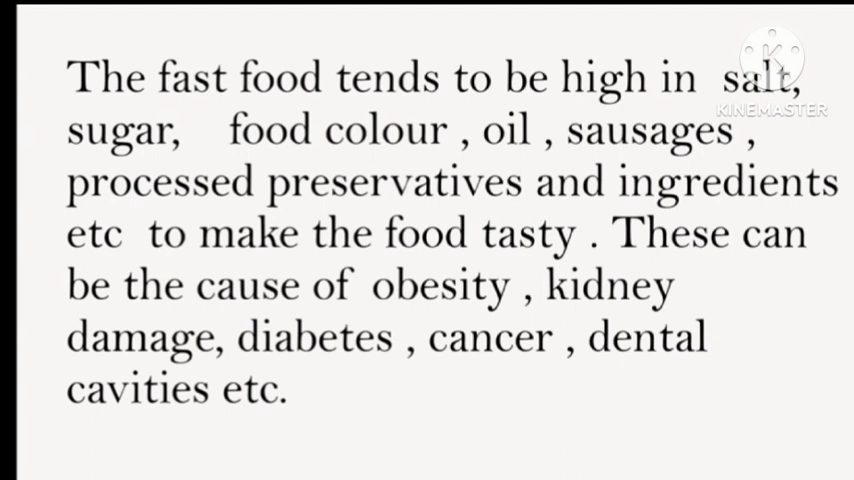 The fast food tends to be high in salt,
KINEMASTER
sugar, food colour , oil , sausages ,
processed preservatives and ingredients
etc to make the food tasty . These can
be the cause of obesity , kidney
damage, diabetes , cancer , dental
cavities etc.